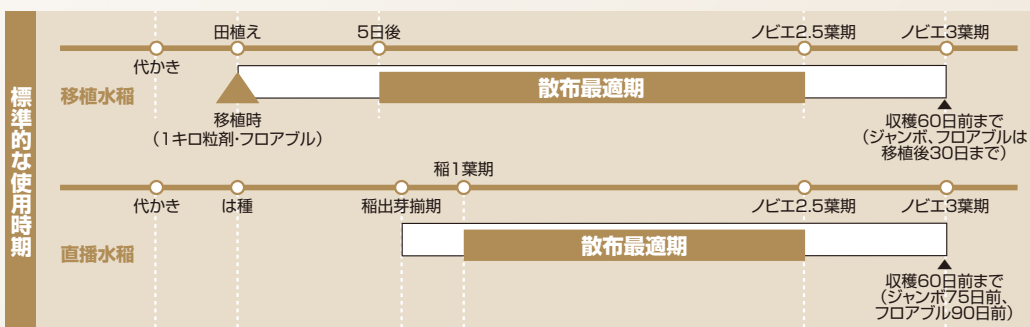 標準的な使用時期
田植え
5日後
ノビエ2.5葉期
ノビエ3葉期
代かき
移植水稲
散布最適期
移植時
（1キロ粒剤・フロアブル）
収穫60日前まで
（ジャンボ、フロアブルは
移植後30日まで）
稲1葉期
代かき
は種
稲出芽揃期
ノビエ2.5葉期
ノビエ3葉期
直播水稲
散布最適期
収穫60日前まで
（ジャンボ75日前、
フロアブル90日前）